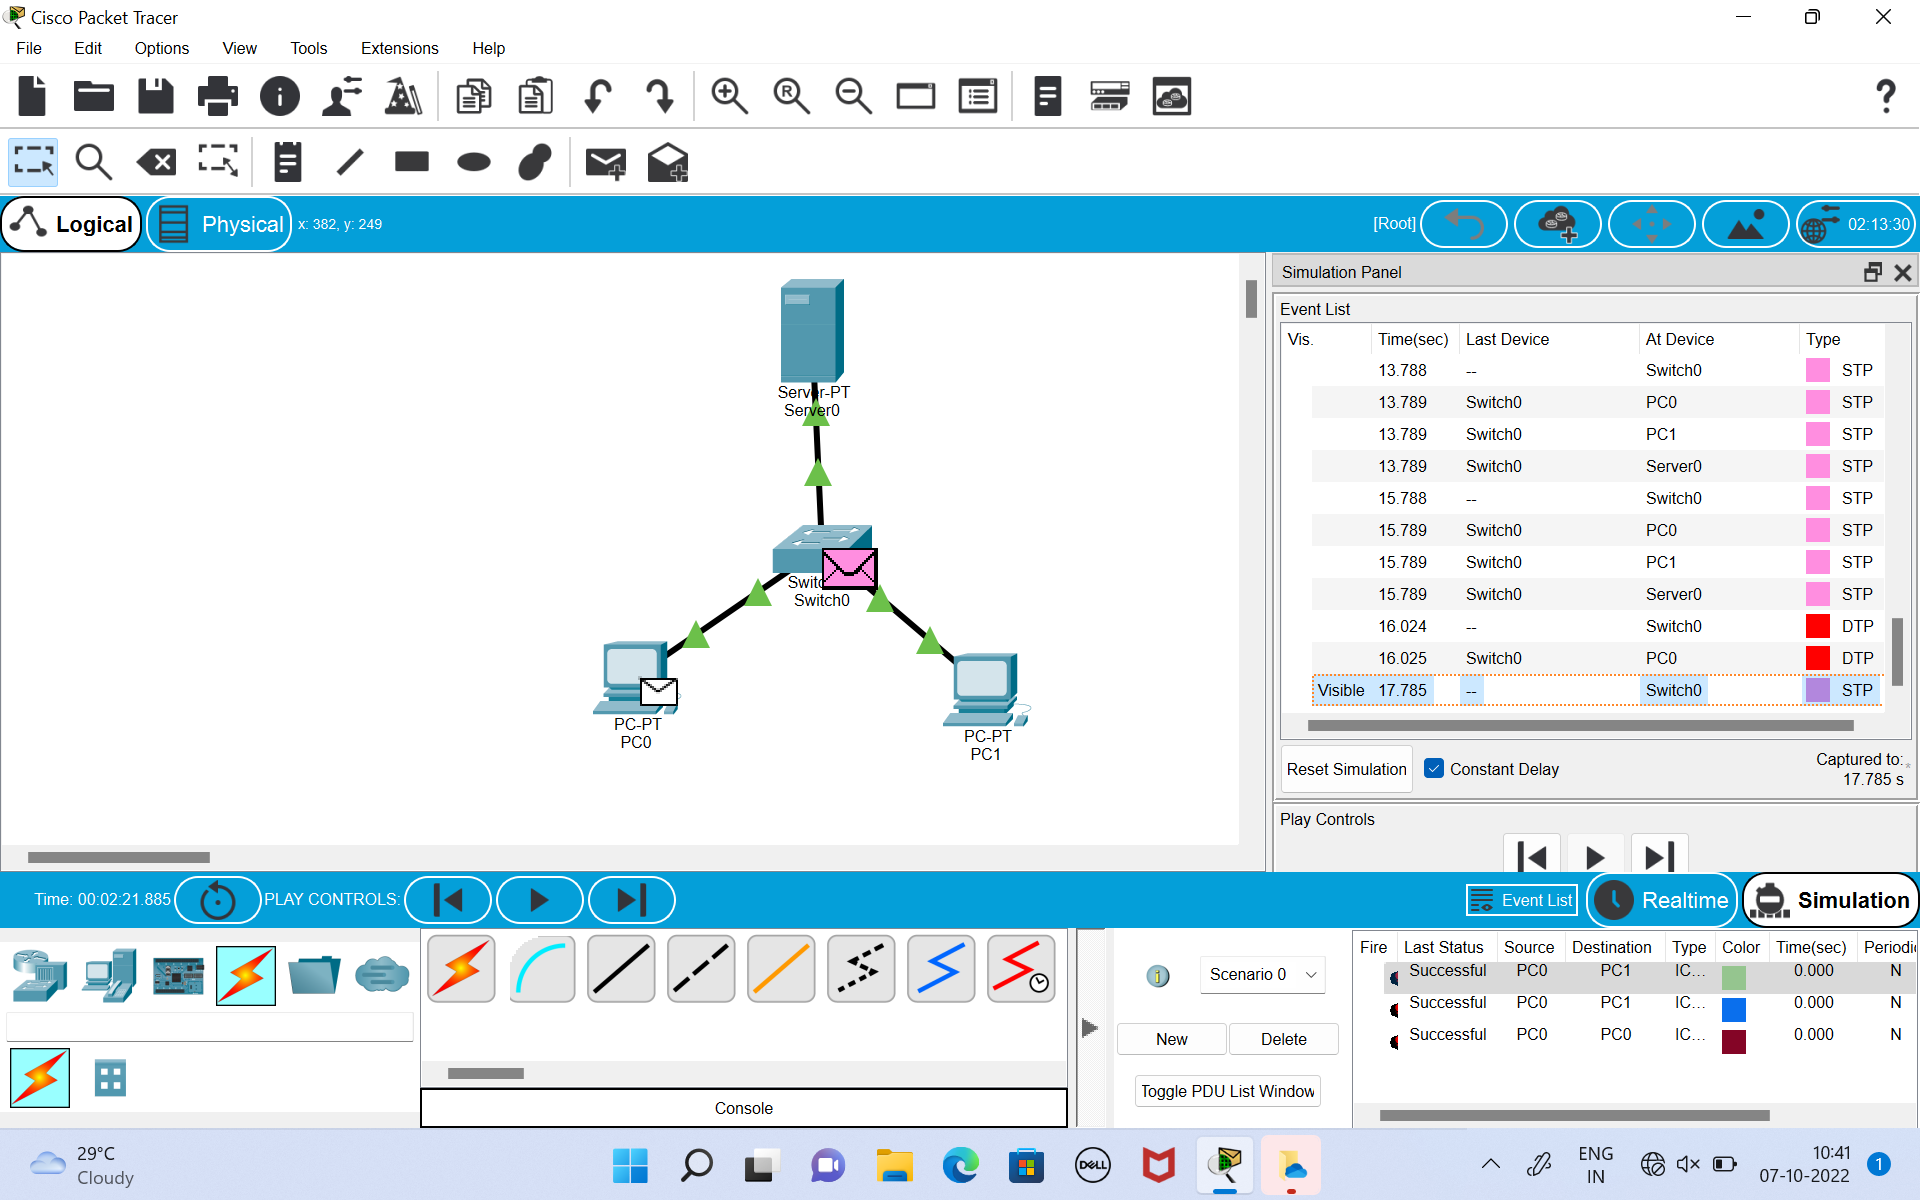 Cisco Packet Tracer
File Edit Options View Tools Extensions Help
Logical Physical x: 382, y: 249 [Root] 02:13:30
Server-PT
Server0
Switc
Switch0
PC-PT
PC0
PC-PT
PC1
Simulation Panel
Event List
Vis. Time(sec) Last Device At Device Type
13.788 -- Switch0 STP
13.789 Switch0 PC0 STP
13.789 Switch0 PC1 STP
13.789 Switch0 Server0 STP
15.788 -- Switch0 STP
15.789 Switch0 PC0 STP
15.789 Switch0 PC1 STP
15.789 Switch0 Server0 STP
16.024 -- Switch0 DTP
16.025 Switch0 PC0 DTP
Visible 17.785 -- Switch0 STP
Reset Simulation Constant Delay Captured to: *
17.785 s
Play Controls
Time: 00:02:21.885 PLAY CONTROLS: Event List Realtime Simulation
Scenario 0
New Delete
Toggle PDU List Window
Console
Fire Last Status Source Destination Type Color Time(sec) Periodic
Successful PC0 PC1 IC... 0.000 N
Successful PC0 PC1 IC... 0.000 N
Successful PC0 PC0 IC... 0.000 N
29°C
Cloudy
DELL
ENG
IN
10:41
07-10-2022
1